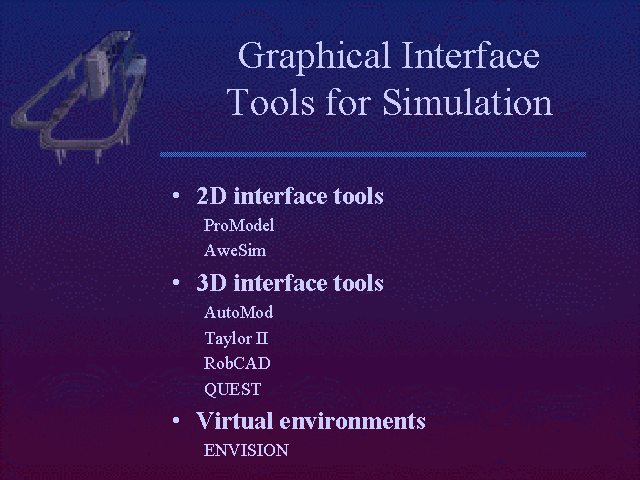 Graphical Interface
Tools for Simulation
• 2D interface tools
ProModel
AweSim
• 3D interface tools
AutoMod
Taylor II
RobCAD
QUEST
• Virtual environments
ENVISION